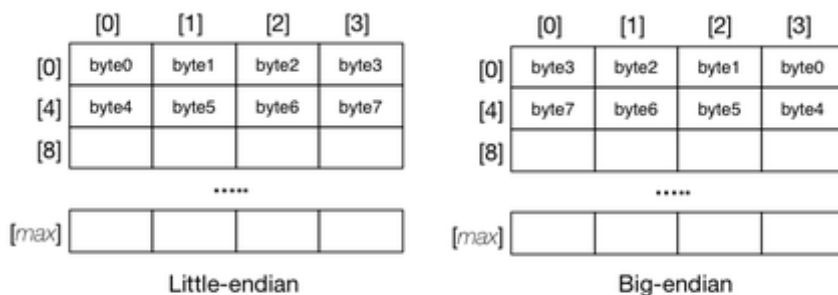 [0] [1] [2] [3]
[0] byte0 byte1 byte2 byte3
[4] byte4 byte5 byte6 byte7
[8]
.....
[max]
Little-endian
[0] [1] [2] [3]
[0] byte3 byte2 byte1 byte0
[4] byte7 byte6 byte5 byte4
[8]
.....
[max]
Big-endian